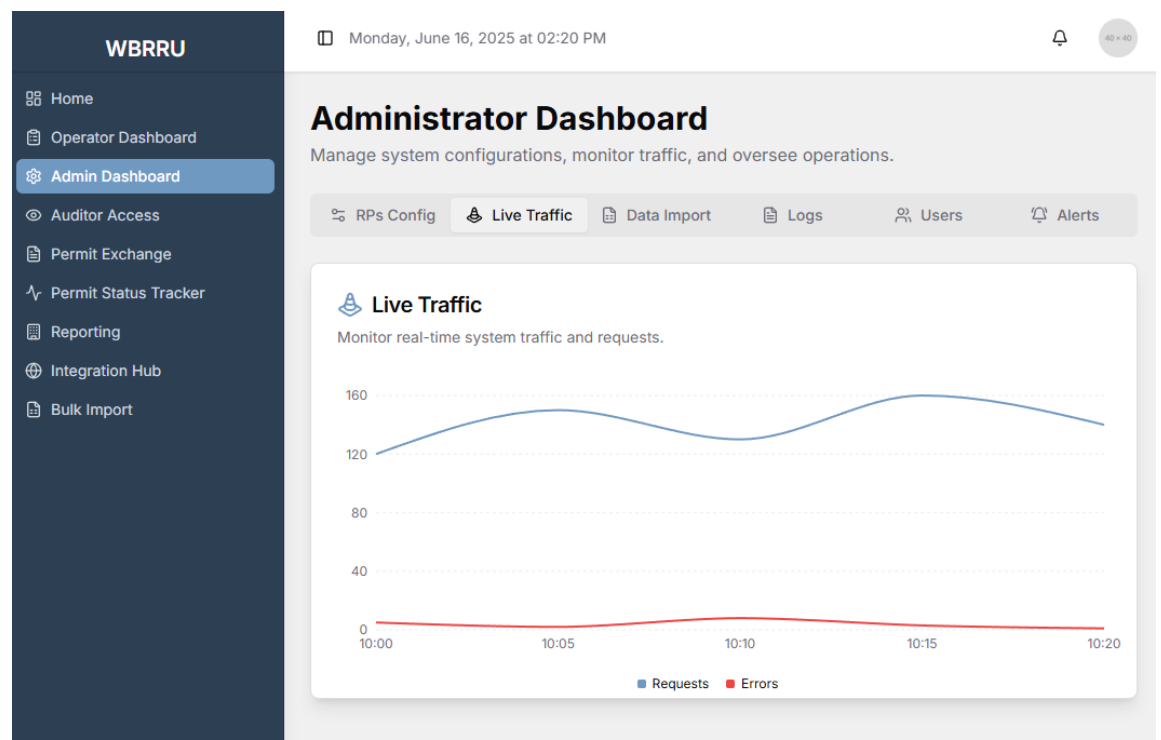 WBRRU
Home
Operator Dashboard
Admin Dashboard
Auditor Access
Permit Exchange
Permit Status Tracker
Reporting
Integration Hub
Bulk Import
Monday, June 16, 2025 at 02:20 PM
40 × 40
Administrator Dashboard
Manage system configurations, monitor traffic, and oversee operations.
RPs Config Live Traffic Data Import Logs Users Alerts
Live Traffic
Monitor real-time system traffic and requests.
160
120
80
40
0
10:00 10:05 10:10 10:15 10:20
Requests Errors